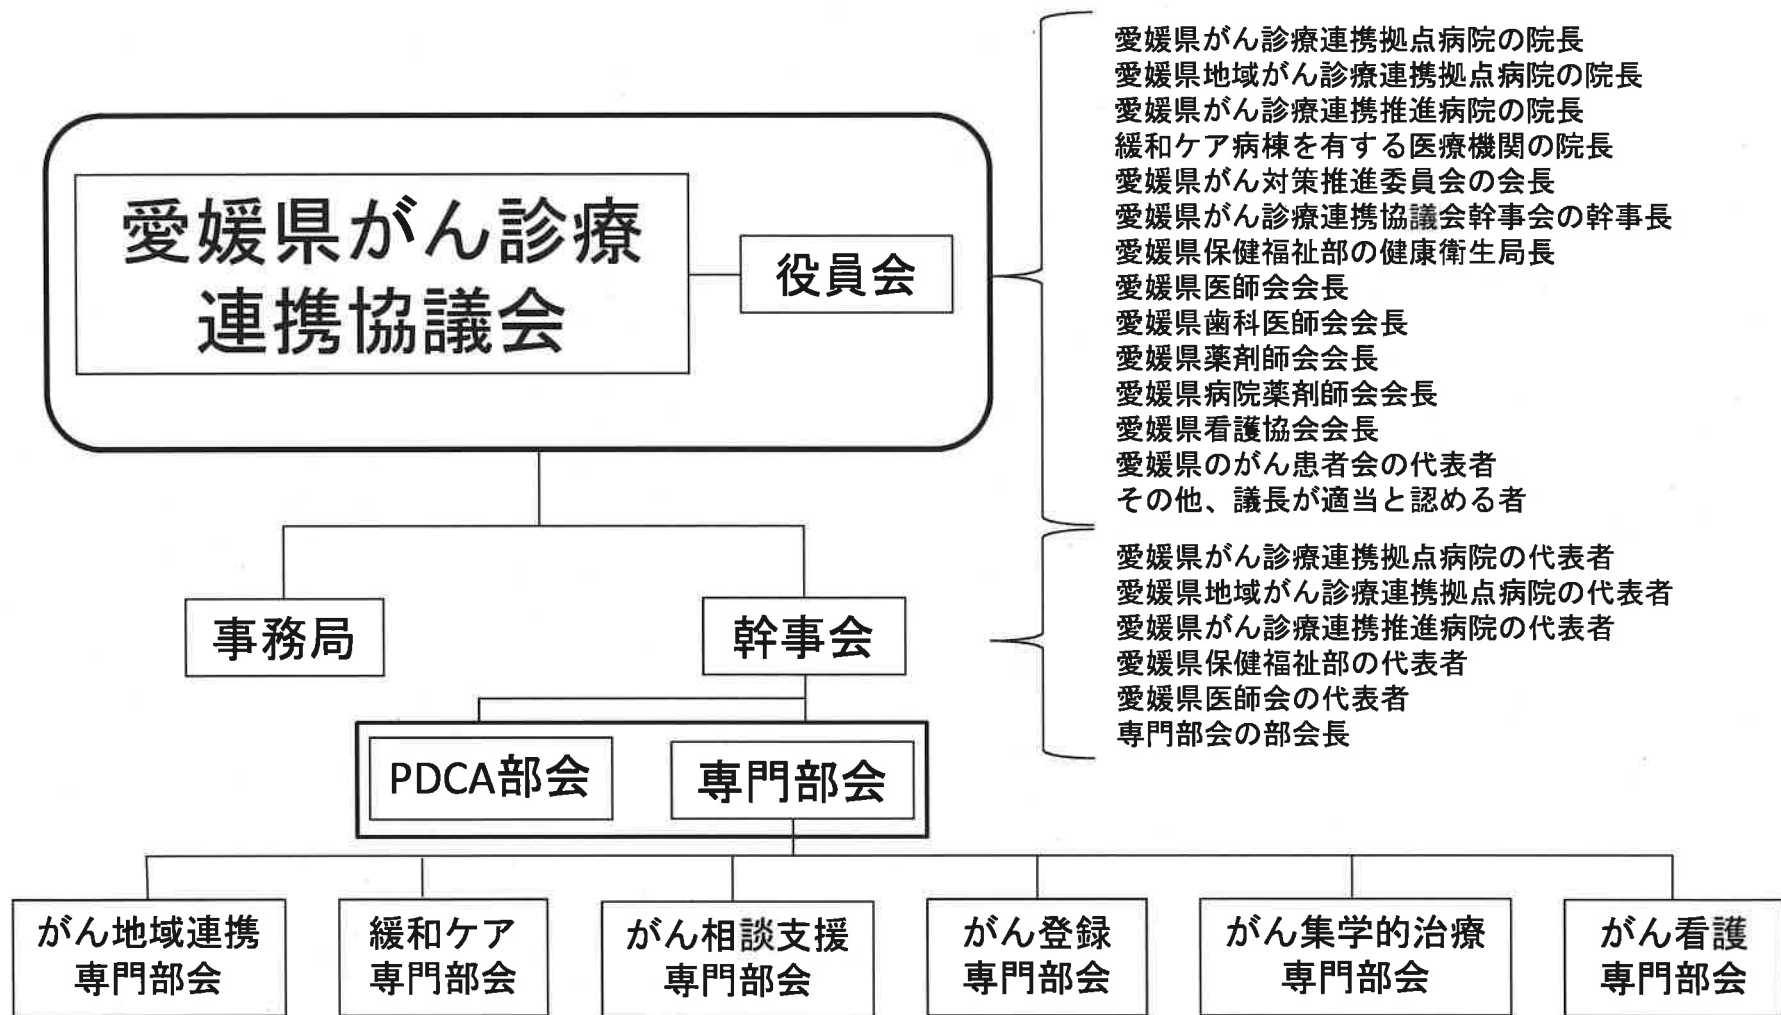 愛媛県がん診療
連携協議会
役員会
愛媛県がん診療連携拠点病院の院長
愛媛県地域がん診療連携拠点病院の院長
愛媛県がん診療連携推進病院の院長
緩和ケア病棟を有する医療機関の院長
愛媛県がん対策推進委員会の会長
愛媛県がん診療連携協議会幹事会の幹事長
愛媛県保健福祉部の健康衛生局長
愛媛県医師会会長
愛媛県歯科医師会会長
愛媛県薬剤師会会長
愛媛県病院薬剤師会会長
愛媛県看護協会会長
愛媛県のがん患者会の代表者
その他、議長が適当と認める者
事務局
幹事会
愛媛県がん診療連携拠点病院の代表者
愛媛県地域がん診療連携拠点病院の代表者
愛媛県がん診療連携推進病院の代表者
愛媛県保健福祉部の代表者
愛媛県医師会の代表者
専門部会の部会長
PDCA部会
専門部会
がん地域連携
専門部会
緩和ケア
専門部会
がん相談支援
専門部会
がん登録
専門部会
がん集学的治療
専門部会
がん看護
専門部会